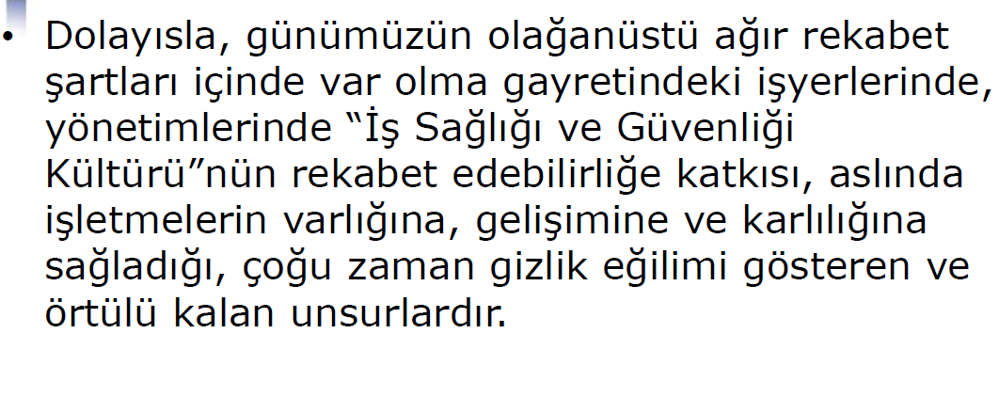 • Dolayısla, günümüzün olağanüstü ağır rekabet
şartları içinde var olma gayretindeki işyerlerinde,
yönetimlerinde “İş Sağlığı ve Güvenliği
Kültürü”nün rekabet edebilirliğe katkısı, aslında
işletmelerin varlığına, gelişimine ve karlılığına
sağladığı, çoğu zaman gizlik eğilimi gösteren ve
örtülü kalan unsurlardır.